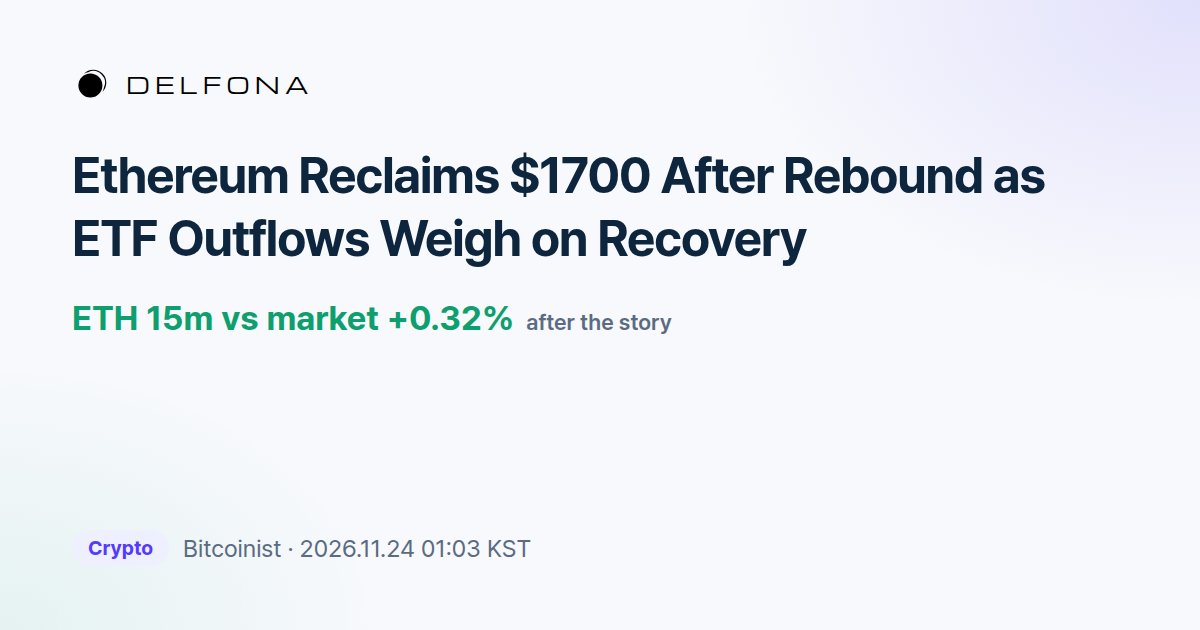 DELFONA
Ethereum Reclaims $1700 After Rebound as
ETF Outflows Weigh on Recovery
ETH 15m vs market +0.32% after the story
Crypto Bitcoinist · 2026.11.24 01:03 KST